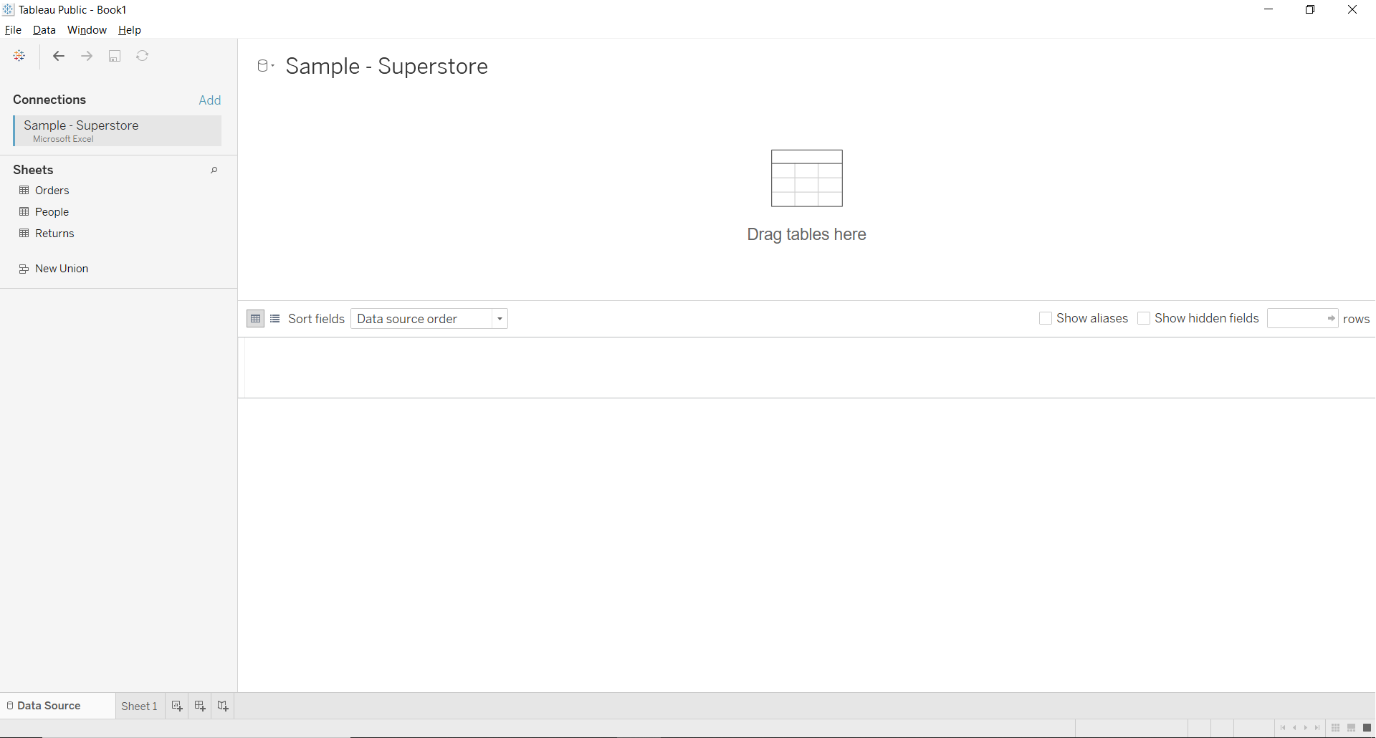 Tableau Public - Book1
File Data Window Help
Connections Add
Sample - Superstore
Microsoft Excel
Sheets
Orders
People
Returns
New Union
Sample - Superstore
Drag tables here
Sort fields Data source order Show aliases Show hidden fields rows
Data Source Sheet 1